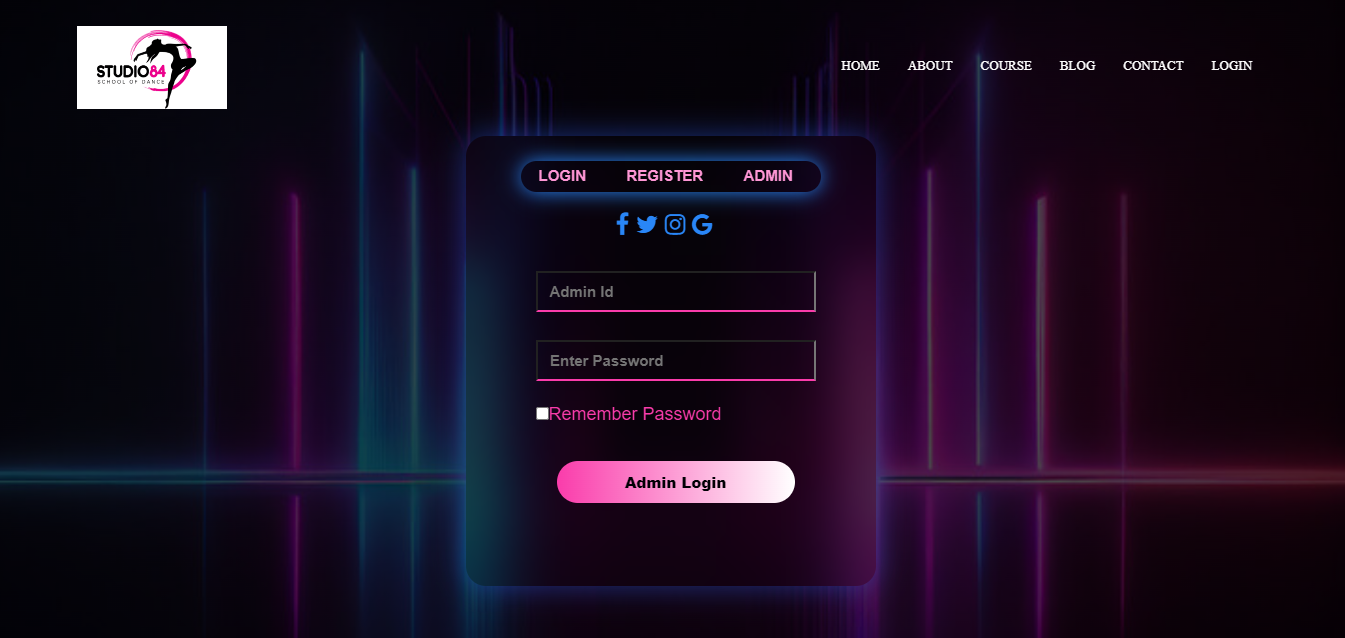 STUDIO84
SCHOOL OF DANCE
HOME ABOUT COURSE BLOG CONTACT LOGIN
LOGIN REGISTER ADMIN
Admin Id
Enter Password
Remember Password
Admin Login